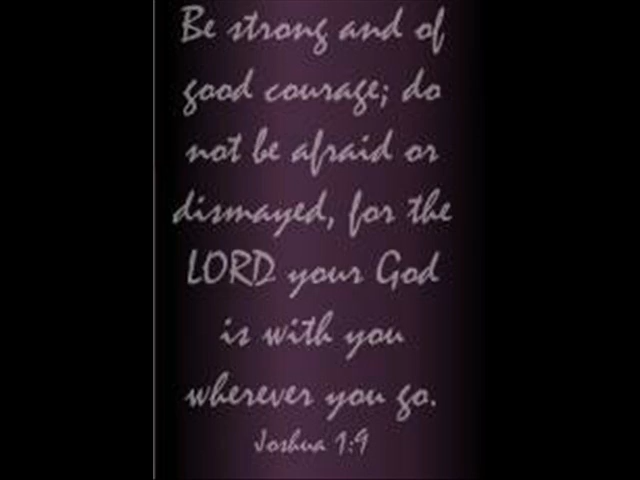 Be strong and of
good courage; do
not be afraid or
dismayed, for the
LORD your God
is with you
wherever you go.
Joshua 1:9